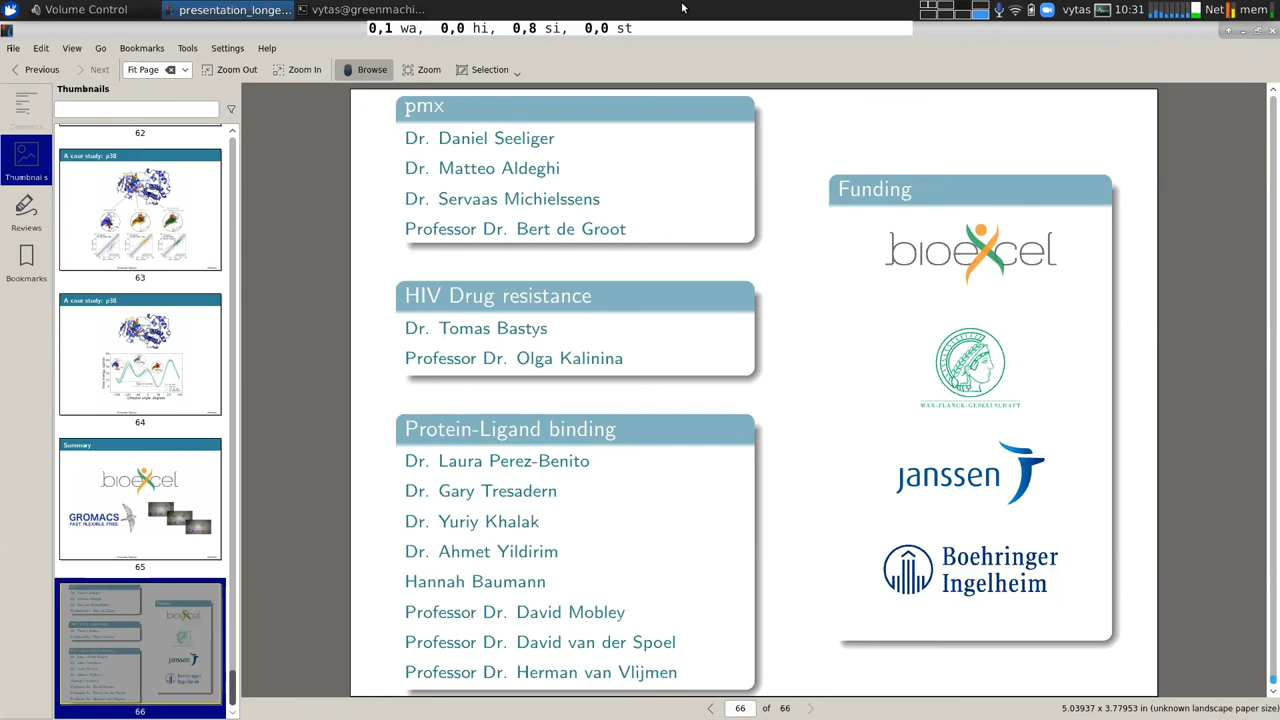 Volume Control
presentation_longe...
vytas@greenmachi...
vytas
10:31
Net
mem
0,1 wa, 0,0 hi, 0,8 si, 0,0 st
File Edit View Go Bookmarks Tools Settings Help
Previous
Next
Fit Page
Zoom Out
Zoom In
Browse
Zoom
Selection
Thumbnails
Thumbnails
Reviews
Bookmarks
62
A case study: p38
63
A case study: p38
64
Summary
bioexcel
GROMACS
FAST. FLEXIBLE. FREE.
65
66
pmx
Dr. Daniel Seeliger
Dr. Matteo Aldeghi
Dr. Servaas Michielssens
Professor Dr. Bert de Groot
HIV Drug resistance
Dr. Tomas Bastys
Professor Dr. Olga Kalinina
Protein-Ligand binding
Dr. Laura Perez-Benito
Dr. Gary Tresadern
Dr. Yuriy Khalak
Dr. Ahmet Yildirim
Hannah Baumann
Professor Dr. David Mobley
Professor Dr. David van der Spoel
Professor Dr. Herman van Vlijmen
Funding
bioexcel
MAX-PLANCK-GESELLSCHAFT
janssen
Boehringer
Ingelheim
66 of 66
5.03937 x 3.77953 in (unknown landscape paper size)